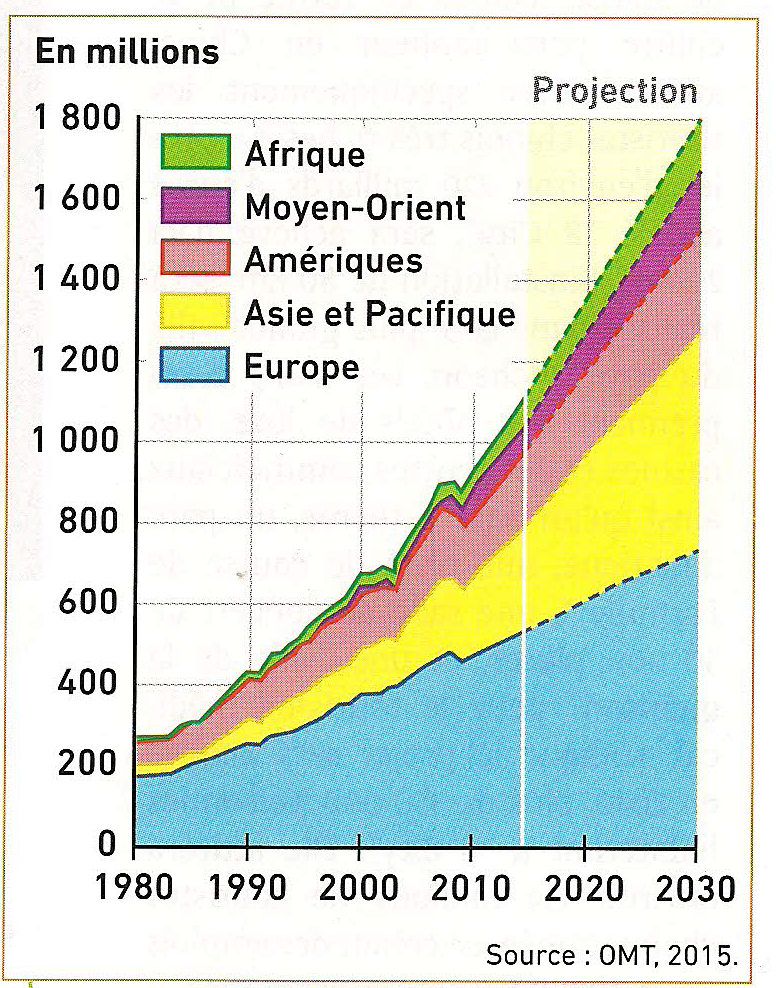 En millions
Projection
1 800
1 600
1 400
1 200
1 000
800
600
400
200
0
Afrique
Moyen-Orient
Amériques
Asie et Pacifique
Europe
1980 1990 2000 2010 2020 2030
Source : OMT, 2015.